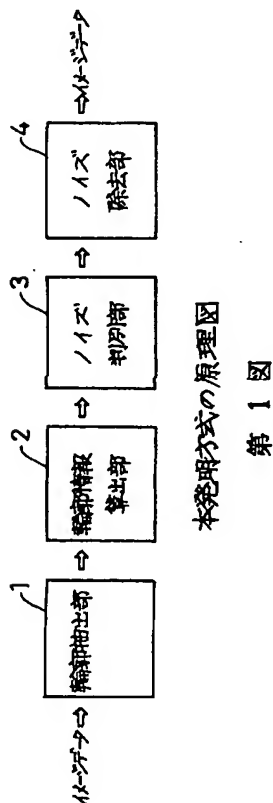 イメージデータ⇨
1
輪郭抽出部
⇨
2
輪郭情報
算出部
⇨
3
ノイズ
判別部
⇨
4
ノイズ
除去部
⇨イメージデータ
本発明方式の原理図
第 1 図